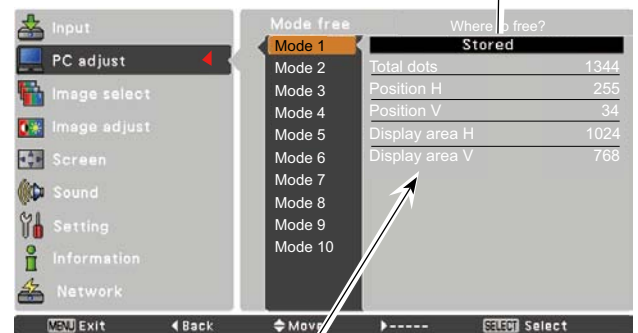 Input
PC adjust
Image select
Image adjust
Screen
Sound
Setting
Information
Network
Mode free
Mode 1
Mode 2
Mode 3
Mode 4
Mode 5
Mode 6
Mode 7
Mode 8
Mode 9
Mode 10
Where to free?
Stored
Total dots 1344
Position H 255
Position V 34
Display area H 1024
Display area V 768
MENU Exit ◀Back Move ▶----- SELECT Select